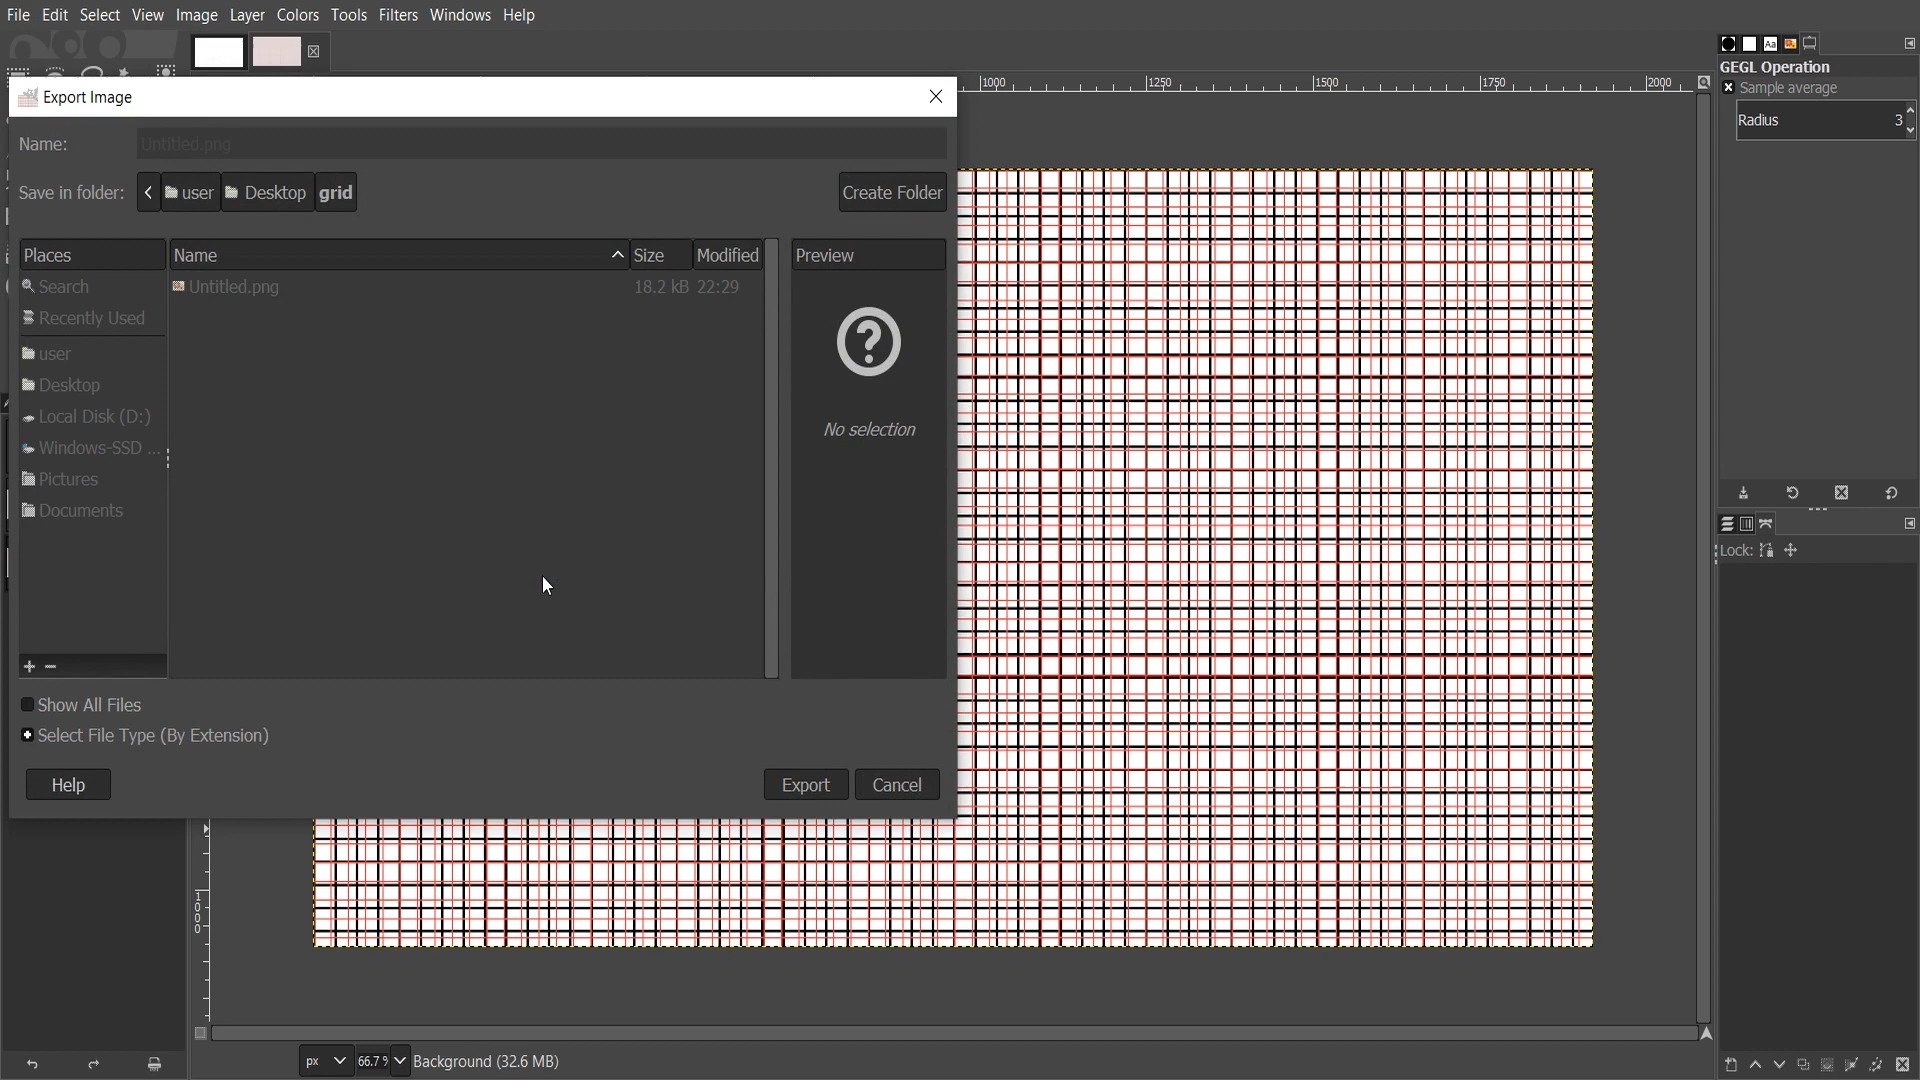 File Edit Select View Image Layer Colors Tools Filters Windows Help
Export Image
Name: Untitled.png
Save in folder: user Desktop grid Create Folder
Places
Search
Recently Used
user
Desktop
Local Disk (D:)
Windows-SSD ...
Pictures
Documents
Name Size Modified
Untitled.png 18.2 kB 22:29
Preview
No selection
Show All Files
Select File Type (By Extension)
Help Export Cancel
1000 1250 1500 1750 2000
1000
px 66.7 % Background (32.6 MB)
Aa
GEGL Operation
Sample average
Radius 3
Lock: